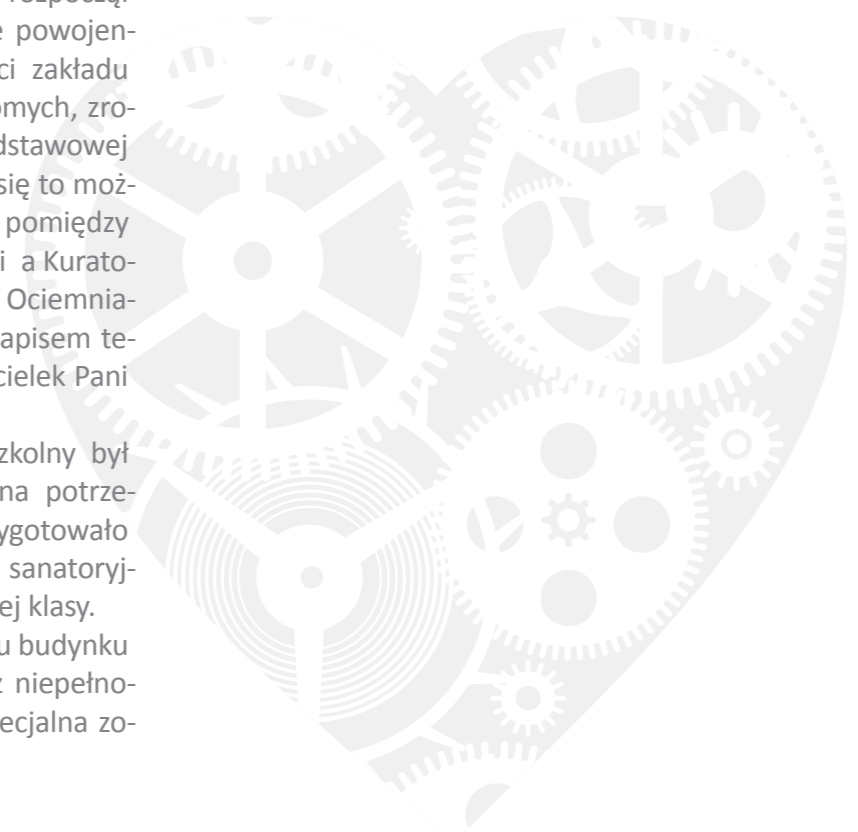 e powojen-
ci zakładu
omych, zro-
dstawowej
się to moż-
pomiędzy
i a Kurato-
Ociemnia-
apisem te-
cielek Pani
zkolny był
na potrze-
ygotowało
sanatoryj-
ej klasy.
u budynku
ż niepełno-
ecjalna zo-